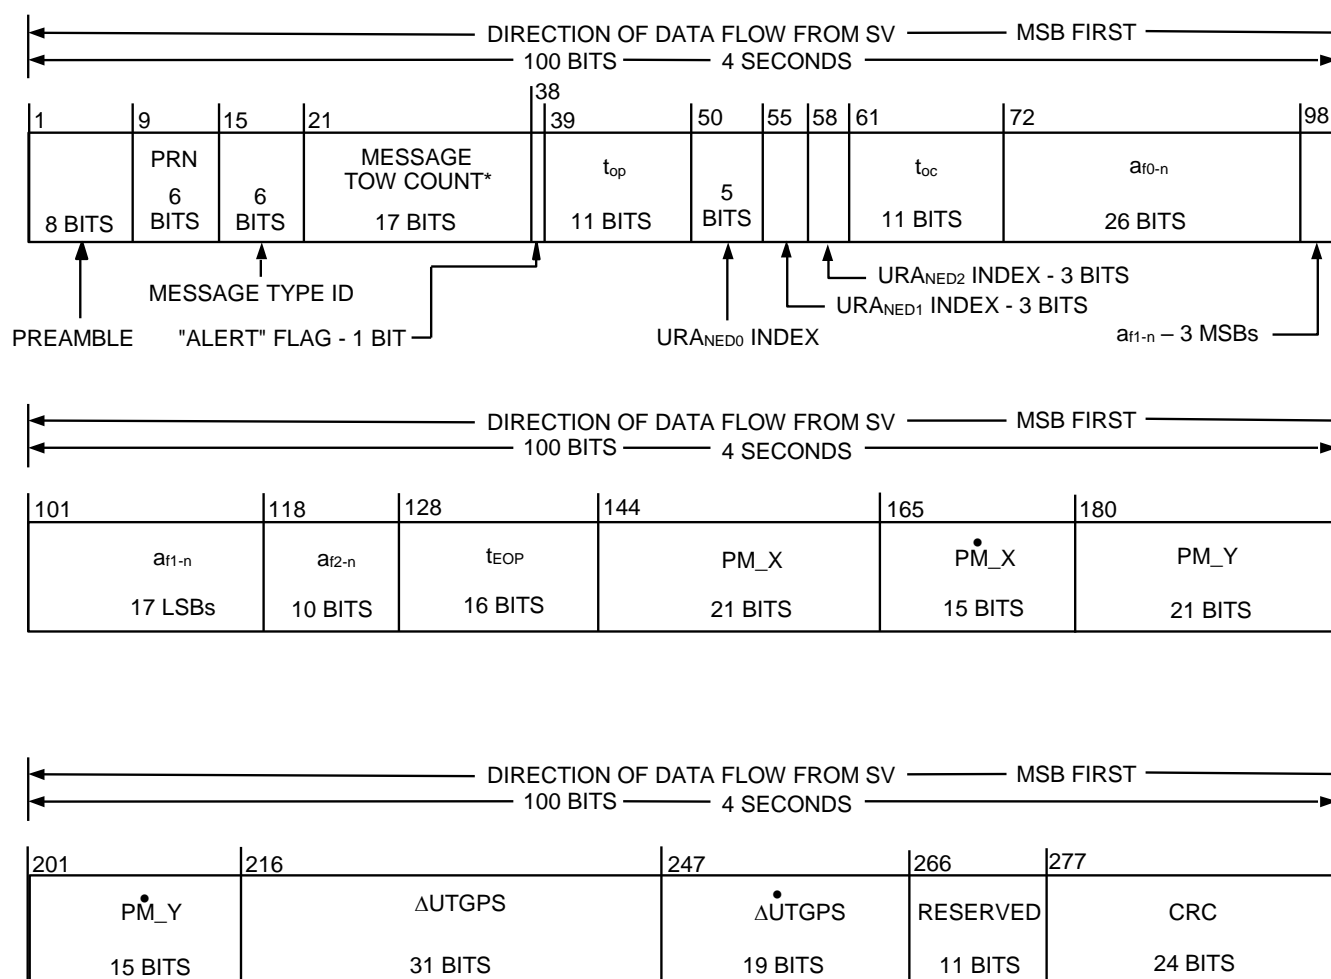 DIRECTION OF DATA FLOW FROM SV MSB FIRST
100 BITS 4 SECONDS
1 9 15 21 38 39 50 55 58 61 72 98
PRN MESSAGE
TOW COUNT* top toc af0-n
6 6 5
8 BITS BITS BITS 17 BITS 11 BITS BITS 11 BITS 26 BITS
URANED2 INDEX - 3 BITS
MESSAGE TYPE ID URANED1 INDEX - 3 BITS
PREAMBLE "ALERT" FLAG - 1 BIT URANED0 INDEX af1-n – 3 MSBs
DIRECTION OF DATA FLOW FROM SV MSB FIRST
100 BITS 4 SECONDS
101 118 128 144 165 180
af1-n af2-n tEOP PM_X PṀ_X PM_Y
17 LSBs 10 BITS 16 BITS 21 BITS 15 BITS 21 BITS
DIRECTION OF DATA FLOW FROM SV MSB FIRST
100 BITS 4 SECONDS
201 216 247 266 277
PṀ_Y ΔUTGPS ΔU̇TGPS RESERVED CRC
15 BITS 31 BITS 19 BITS 11 BITS 24 BITS